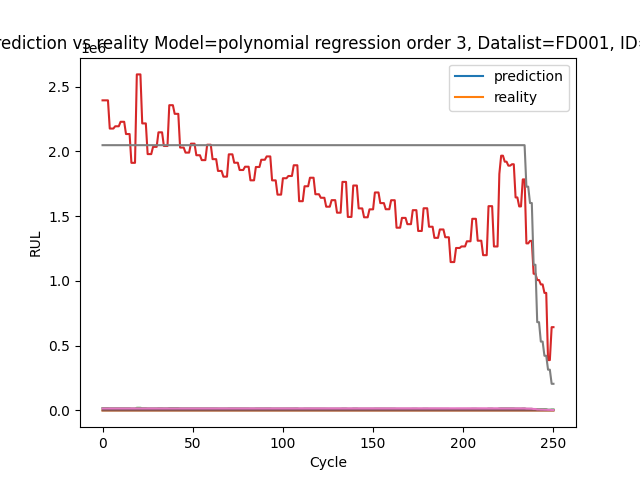 rediction vs reality Model=polynomial regression order 3, Datalist=FD001, ID=
1e6
prediction
reality
2.5
2.0
1.5
1.0
0.5
0.0
RUL
0 50 100 150 200 250
Cycle